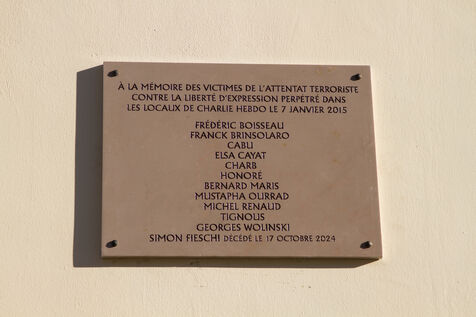 À LA MÉMOIRE DES VICTIMES DE L'ATTENTAT TERRORISTE
CONTRE LA LIBERTÉ D'EXPRESSION PERPÉTRÉ DANS
LES LOCAUX DE CHARLIE HEBDO LE 7 JANVIER 2015
FRÉDÉRIC BOISSEAU
FRANCK BRINSOLARO
CABU
ELSA CAYAT
CHARB
HONORÉ
BERNARD MARIS
MUSTAPHA OURRAD
MICHEL RENAUD
TIGNOUS
GEORGES WOLINSKI
SIMON FIESCHI DÉCÉDÉ LE 17 OCTOBRE 2024